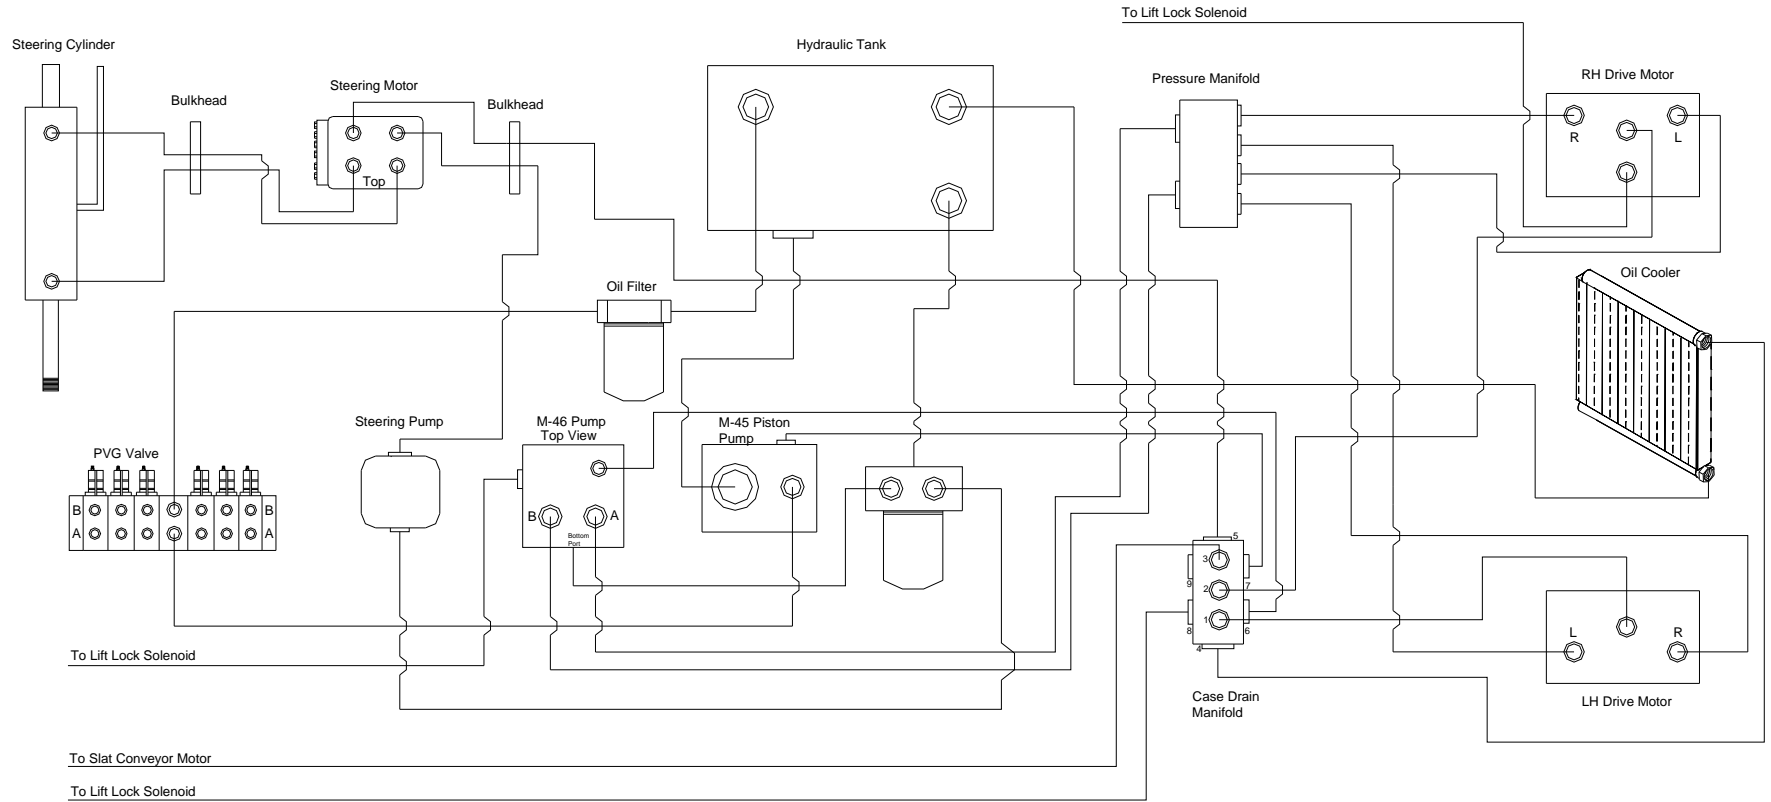 To Lift Lock Solenoid
Steering Cylinder
Hydraulic Tank
Steering Motor
Pressure Manifold
RH Drive Motor
Bulkhead
Bulkhead
R
L
Top
Oil Cooler
Oil Filter
Steering Pump
M-46 Pump
Top View
M-45 Piston
Pump
PVG Valve
B
B
A
A
B
A
Bottom
Port
5
3
9
7
2
1
8
6
4
L
R
To Lift Lock Solenoid
Case Drain
Manifold
LH Drive Motor
To Slat Conveyor Motor
To Lift Lock Solenoid